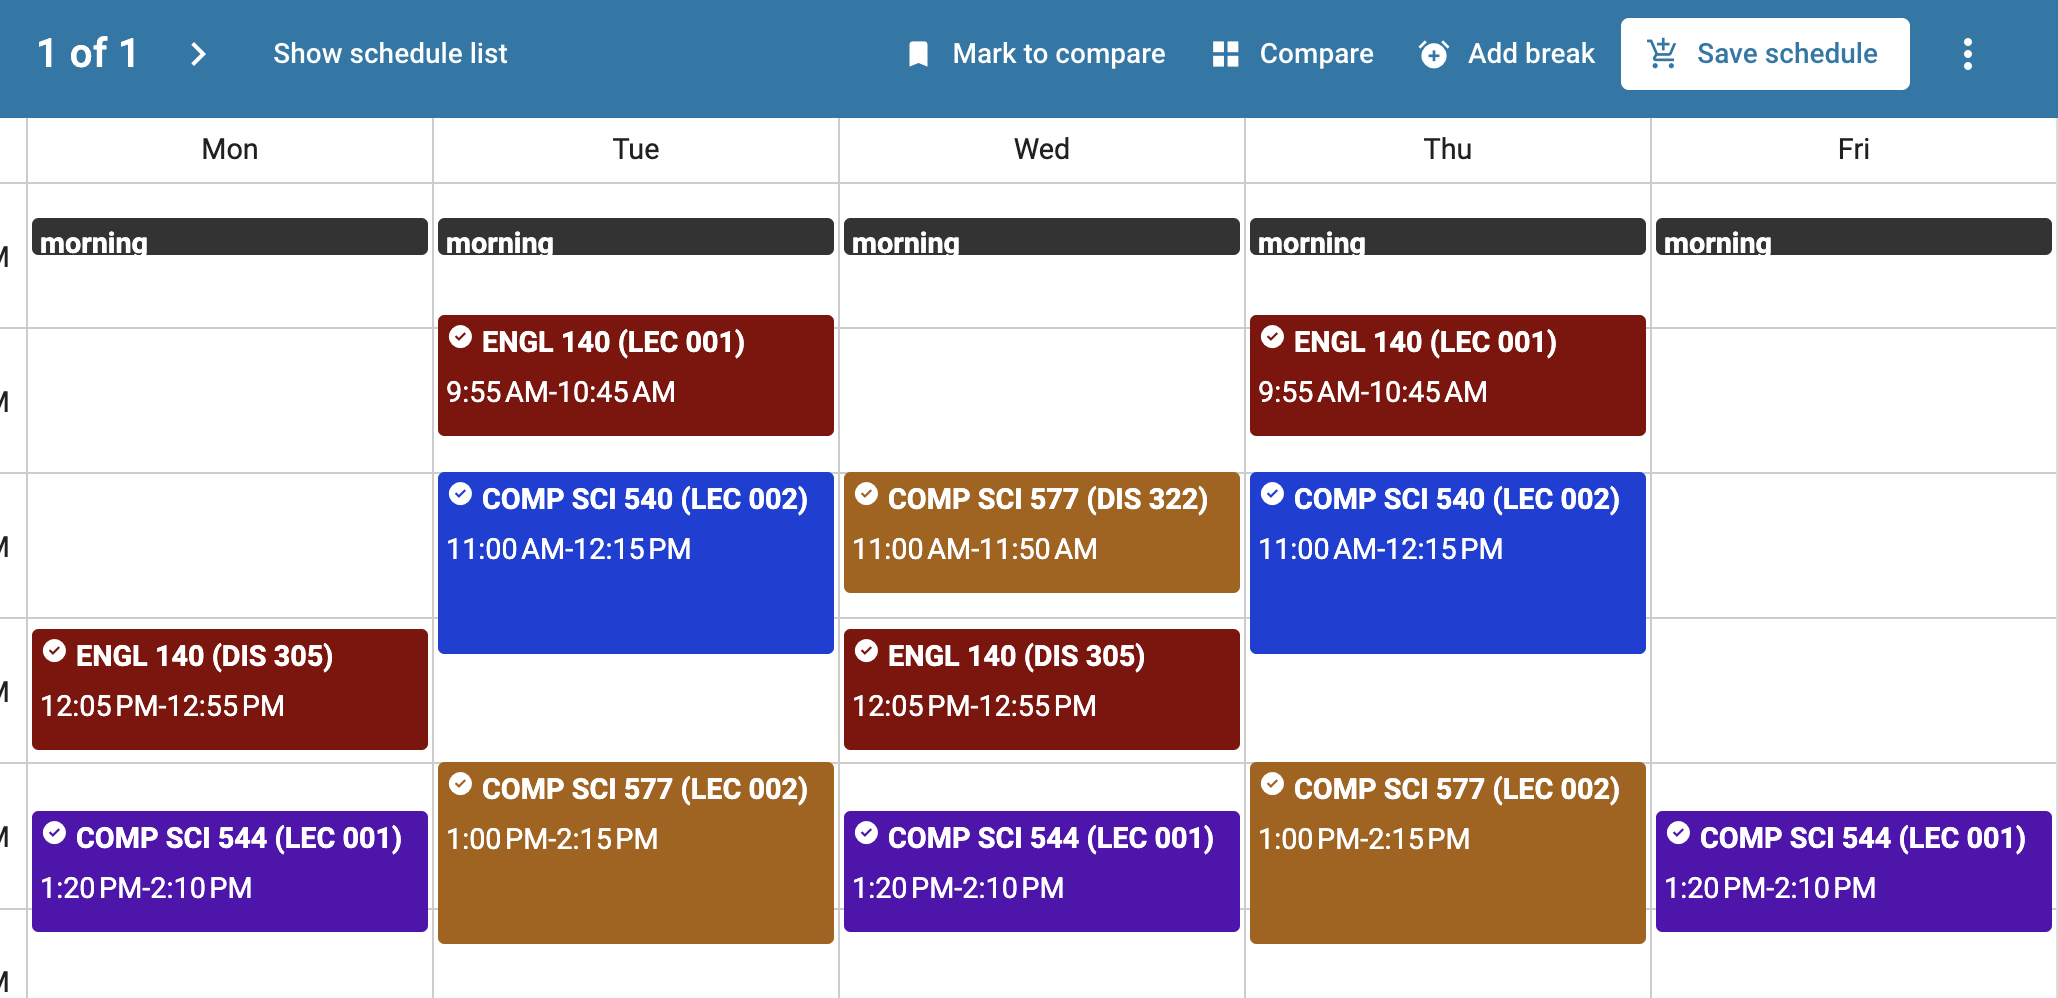 1 of 1
Show schedule list
Mark to compare
Compare
Add break
Save schedule
Mon
Tue
Wed
Thu
Fri
morning
morning
morning
morning
morning
ENGL 140 (LEC 001)
9:55 AM-10:45 AM
ENGL 140 (LEC 001)
9:55 AM-10:45 AM
COMP SCI 540 (LEC 002)
11:00 AM-12:15 PM
COMP SCI 577 (DIS 322)
11:00 AM-11:50 AM
COMP SCI 540 (LEC 002)
11:00 AM-12:15 PM
ENGL 140 (DIS 305)
12:05 PM-12:55 PM
ENGL 140 (DIS 305)
12:05 PM-12:55 PM
COMP SCI 577 (LEC 002)
1:00 PM-2:15 PM
COMP SCI 577 (LEC 002)
1:00 PM-2:15 PM
COMP SCI 544 (LEC 001)
1:20 PM-2:10 PM
COMP SCI 544 (LEC 001)
1:20 PM-2:10 PM
COMP SCI 544 (LEC 001)
1:20 PM-2:10 PM